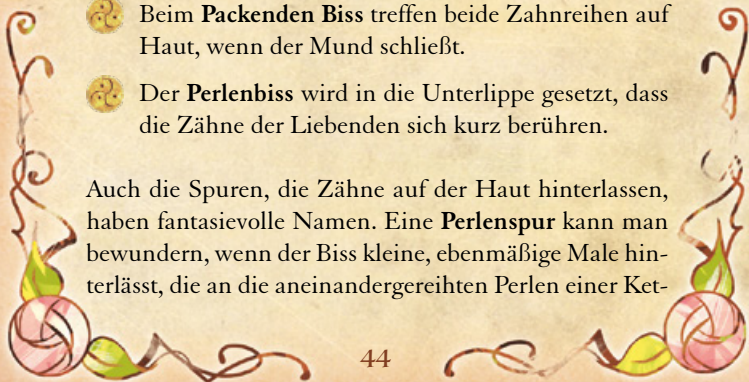 Beim Packenden Biss treffen beide Zahnreihen auf
Haut, wenn der Mund schließt.
Der Perlenbiss wird in die Unterlippe gesetzt, dass
die Zähne der Liebenden sich kurz berühren.
Auch die Spuren, die Zähne auf der Haut hinterlassen,
haben fantasievolle Namen. Eine Perlenspur kann man
bewundern, wenn der Biss kleine, ebenmäßige Male hin-
terlässt, die an die aneinandergereihten Perlen einer Ket-
44